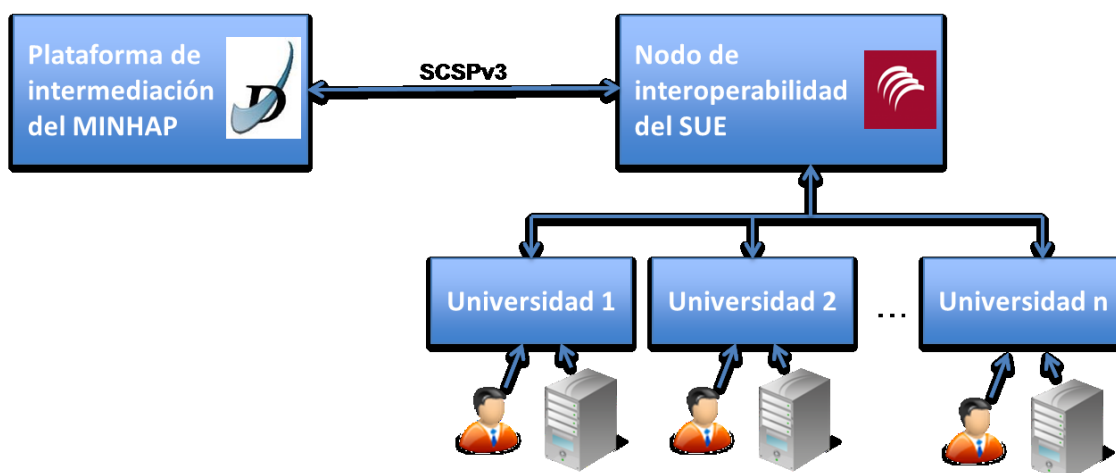 Plataforma de
intermediación
del MINHAP
D
SCSPv3
Nodo de
interoperabilidad
del SUE
Universidad 1
Universidad 2
...
Universidad n